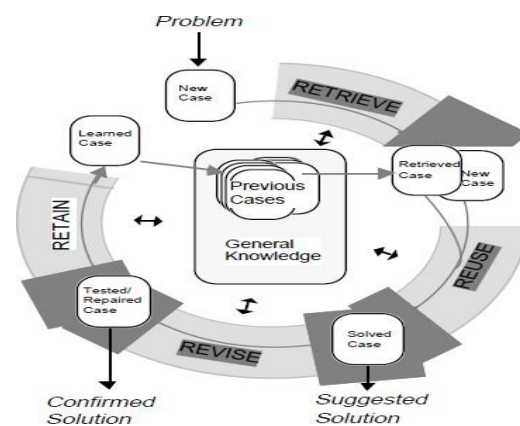 Problem
New
Case
RETRIEVE
Learned
Case
Retrieved
Case
New
Case
Previous
Cases
General
Knowledge
RETAIN
REUSE
Tested/
Repaired
Case
REVISE
Solved
Case
Confirmed
Solution
Suggested
Solution